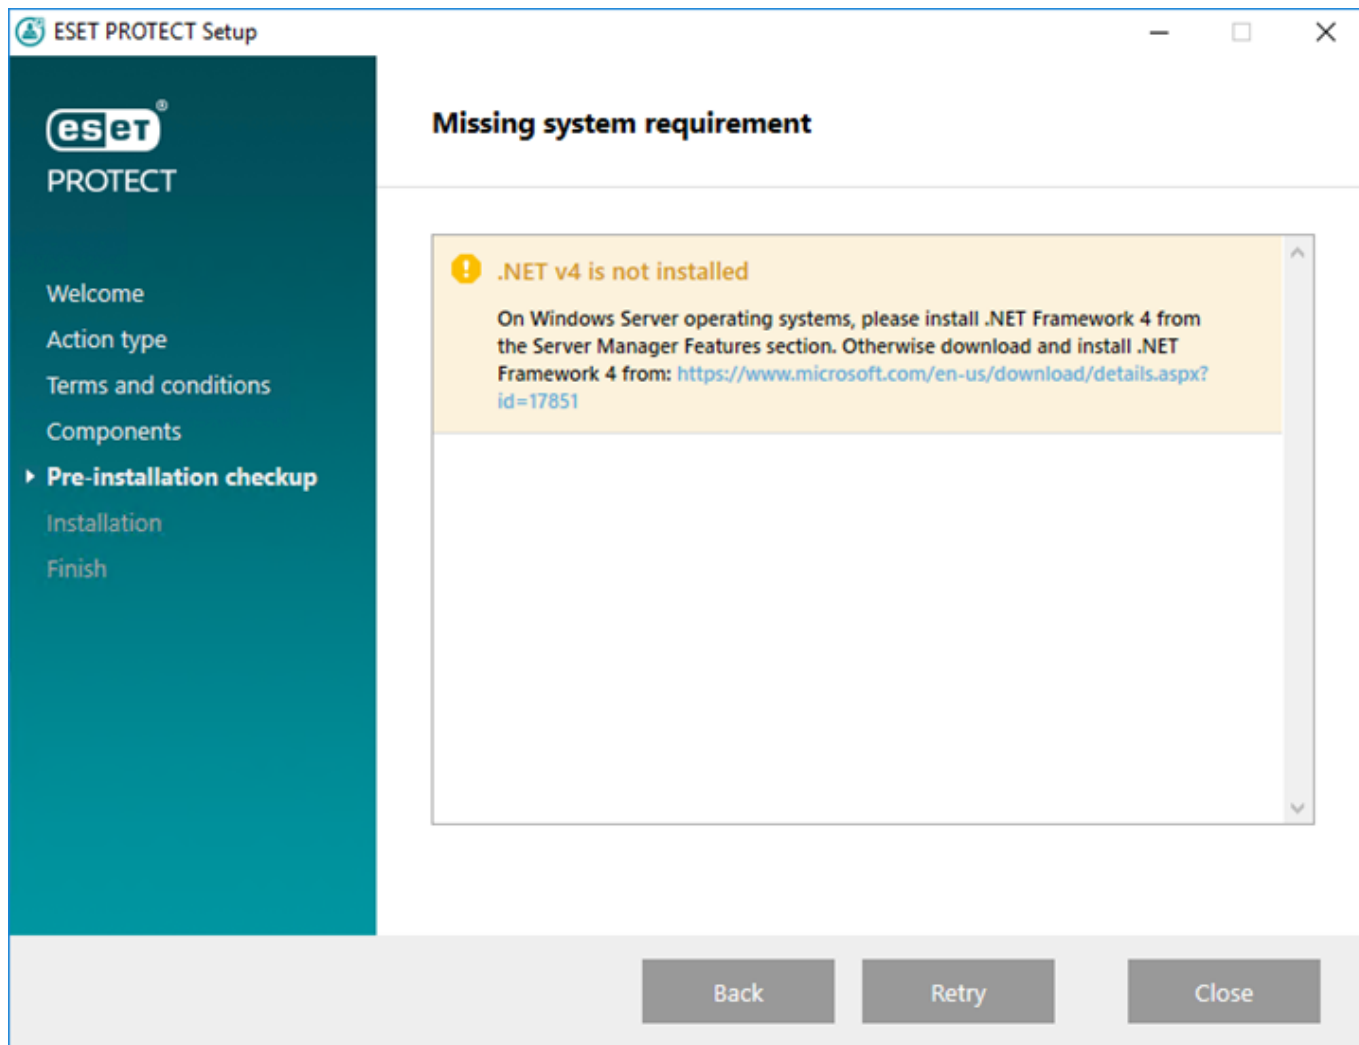 ESET PROTECT Setup
eset®
PROTECT
Welcome
Action type
Terms and conditions
Components
Pre-installation checkup
Installation
Finish
Missing system requirement
.NET v4 is not installed
On Windows Server operating systems, please install .NET Framework 4 from
the Server Manager Features section. Otherwise download and install .NET
Framework 4 from: https://www.microsoft.com/en-us/download/details.aspx?
id=17851
Back
Retry
Close